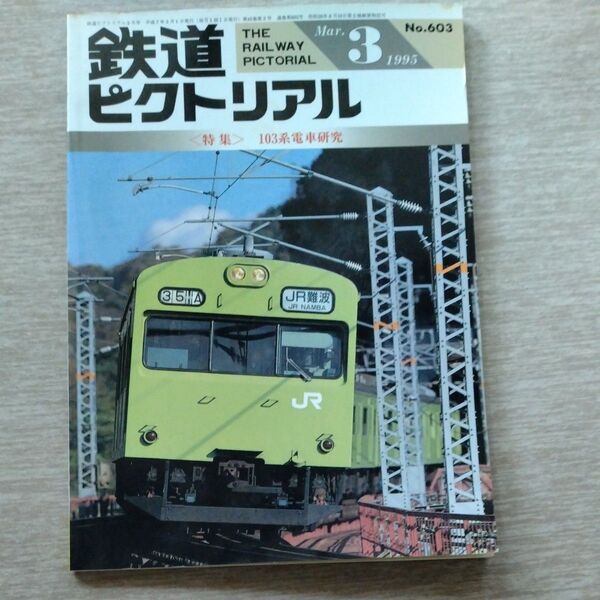 鉄道
ピクトリアル
THE
RAILWAY
PICTORIAL
Mar. 3 1995
No.603
〈特集〉 103系電車研究
JR難波
JR NAMBA
JR